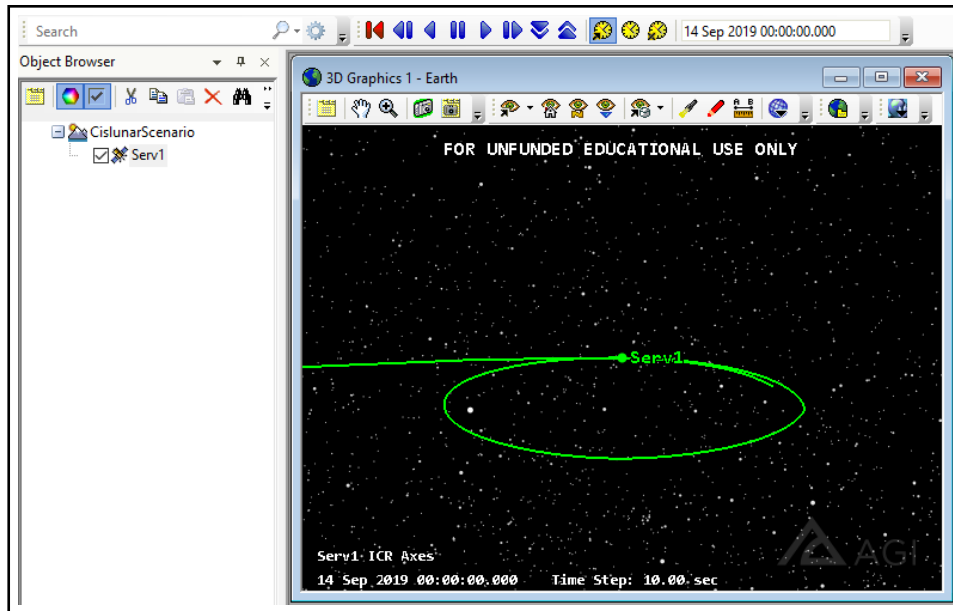 Search
14 Sep 2019 00:00:00.000
Object Browser
CislunarScenario
Serv1
3D Graphics 1 - Earth
A B
FOR UNFUNDED EDUCATIONAL USE ONLY
Serv1
AGI
Serv1 ICR Axes
14 Sep 2019 00:00:00.000 Time Step: 10.00 sec